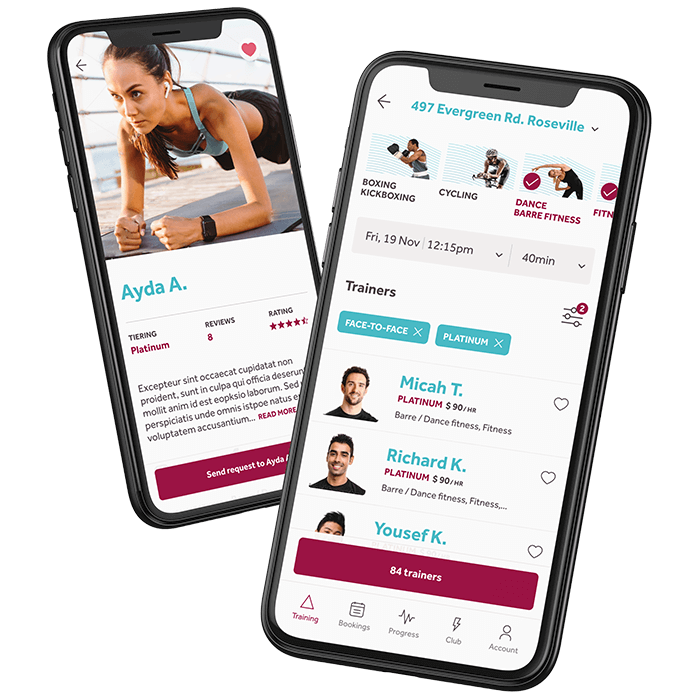 Ayda A.
TIERING
Platinum
REVIEWS
8
RATING
Excepteur sint occaecat cupidatat non
proident, sunt in culpa qui officia deserun
mollit anim id est eopksio laborum. Sed
perspiciatis unde omnis istpoe natus e
voluptatem accusantium... READ MORE
Send request to Ayda A
497 Evergreen Rd. Roseville
BOXING
KICKBOXING
CYCLING
DANCE
BARRE FITNESS
FITN
Fri, 19 Nov 12:15pm
40min
Trainers
2
FACE-TO-FACE
PLATINUM
Micah T.
PLATINUM $ 90/HR
Barre / Dance fitness, Fitness
Richard K.
PLATINUM $ 90/HR
Barre / Dance fitness, Fitness,...
Yousef K.
84 trainers
Training
Bookings
Progress
Club
Account